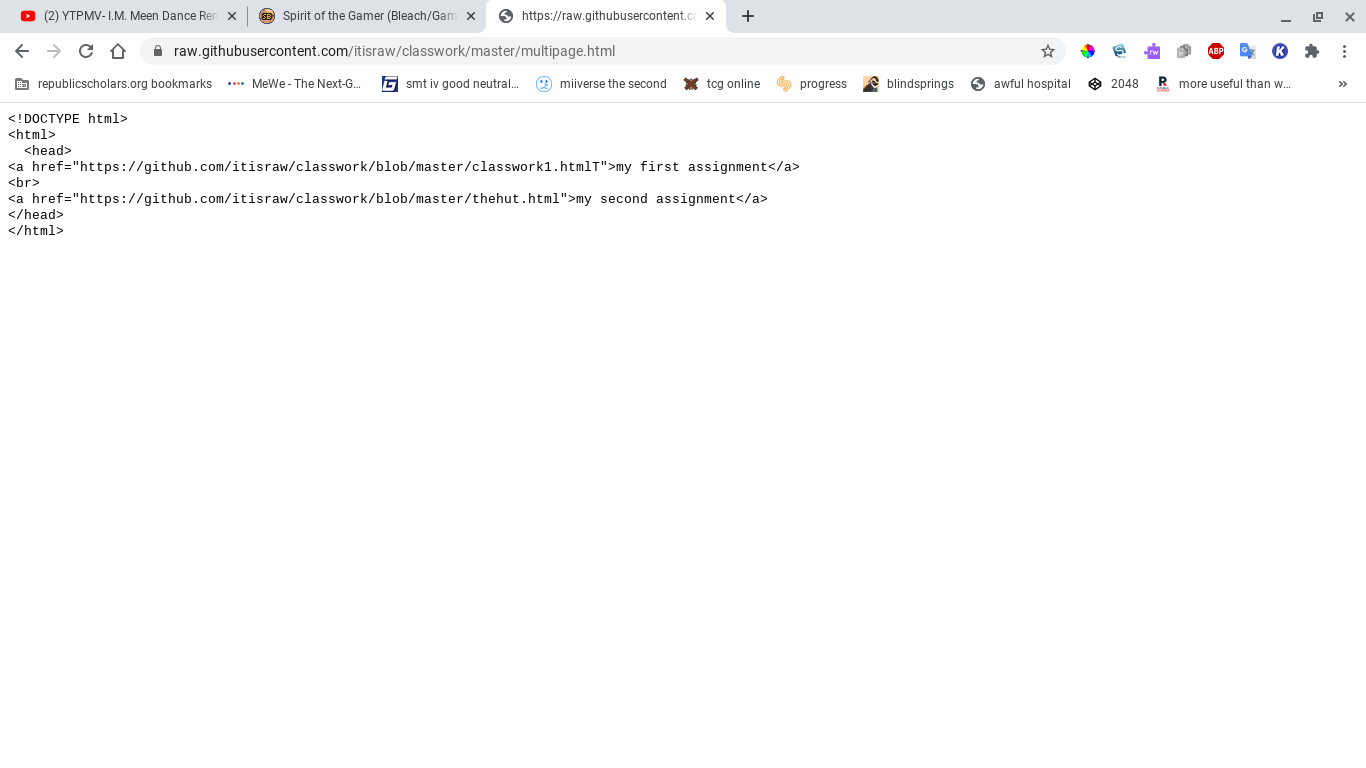 (2) YTPMV- I.M. Meen Dance Rem
Spirit of the Gamer (Bleach/Gam
https://raw.githubusercontent.co
raw.githubusercontent.com/itisraw/classwork/master/multipage.html
rw
ABP
K
republicscholars.org bookmarks
MeWe - The Next-G...
smt iv good neutral...
miiverse the second
tcg online
progress
blindsprings
awful hospital
2048
R
more useful than w...
»
<!DOCTYPE html>
<html>
  <head>
<a href="https://github.com/itisraw/classwork/blob/master/classwork1.htmlT">my first assignment</a>
<br>
<a href="https://github.com/itisraw/classwork/blob/master/thehut.html">my second assignment</a>
</head>
</html>